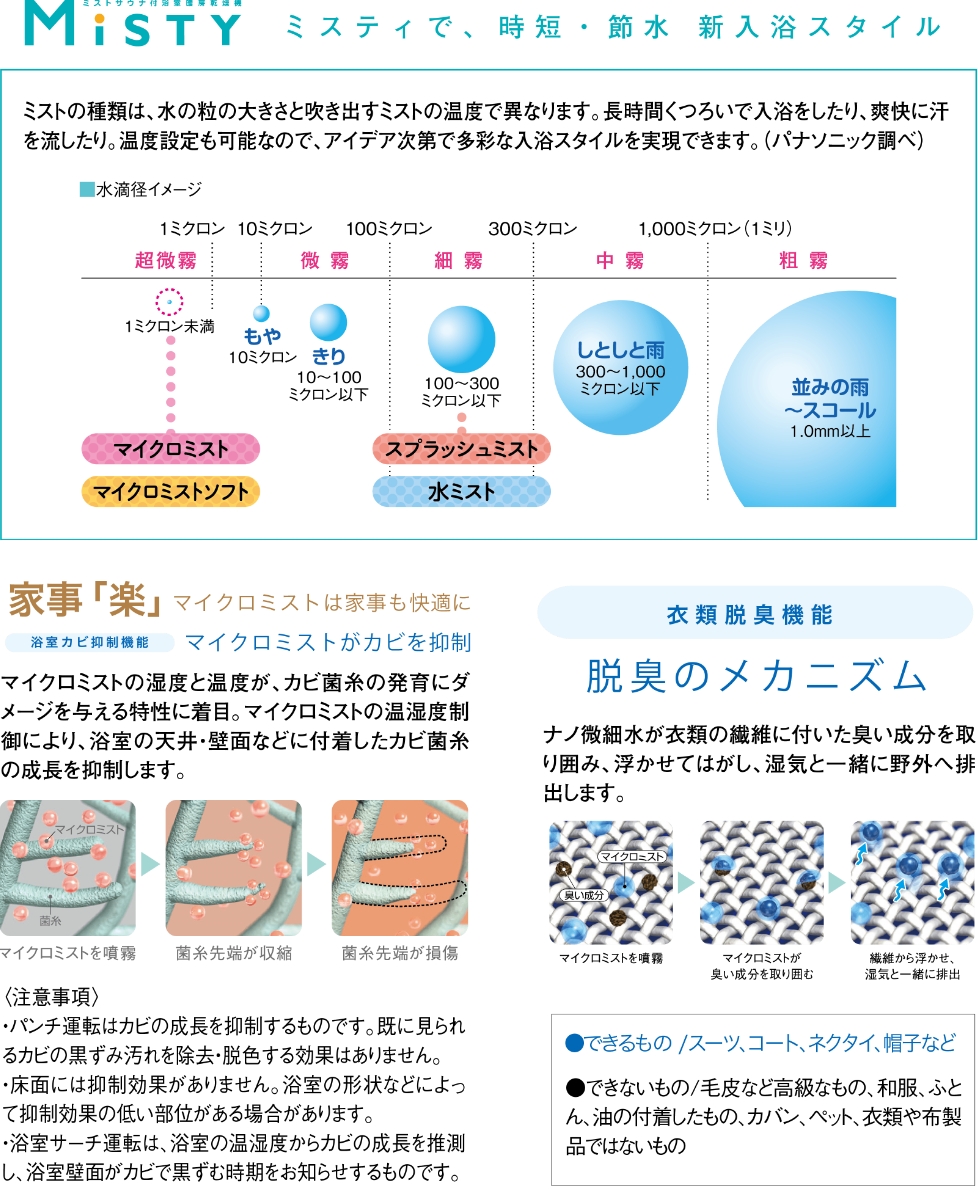 ミストサウナ付浴室暖房乾燥機
MiSTY ミスティで、時短・節水 新入浴スタイル
ミストの種類は、水の粒の大きさと吹き出すミストの温度で異なります。長時間くつろいで入浴をしたり、爽快に汗
を流したり。温度設定も可能なので、アイデア次第で多彩な入浴スタイルを実現できます。(パナソニック調べ)
■水滴径イメージ
1ミクロン 10ミクロン 100ミクロン 300ミクロン 1,000ミクロン(1ミリ)
超微霧 微霧 細霧 中霧 粗霧
1ミクロン未満
もや
10ミクロン
きり
10〜100
ミクロン以下
100〜300
ミクロン以下
しとしと雨
300〜1,000
ミクロン以下
並みの雨
〜スコール
1.0mm以上
マイクロミスト スプラッシュミスト
マイクロミストソフト 水ミスト
家事「楽」マイクロミストは家事も快適に
浴室カビ抑制機能 マイクロミストがカビを抑制
マイクロミストの湿度と温度が、カビ菌糸の発育にダ
メージを与える特性に着目。マイクロミストの温湿度制
御により、浴室の天井・壁面などに付着したカビ菌糸
の成長を抑制します。
マイクロミスト
菌糸
マイクロミストを噴霧 菌糸先端が収縮 菌糸先端が損傷
〈注意事項〉
・パンチ運転はカビの成長を抑制するものです。既に見られ
るカビの黒ずみ汚れを除去・脱色する効果はありません。
・床面には抑制効果がありません。浴室の形状などによっ
て抑制効果の低い部位がある場合があります。
・浴室サーチ運転は、浴室の温湿度からカビの成長を推測
し、浴室壁面がカビで黒ずむ時期をお知らせするものです。
衣類脱臭機能
脱臭のメカニズム
ナノ微細水が衣類の繊維に付いた臭い成分を取
り囲み、浮かせてはがし、湿気と一緒に野外へ排
出します。
マイクロミスト
臭い成分
マイクロミストを噴霧
マイクロミストが
臭い成分を取り囲む
繊維から浮かせ、
湿気と一緒に排出
●できるもの /スーツ、コート、ネクタイ、帽子など
●できないもの/毛皮など高級なもの、和服、ふと
ん、油の付着したもの、カバン、ペット、衣類や布製
品ではないもの